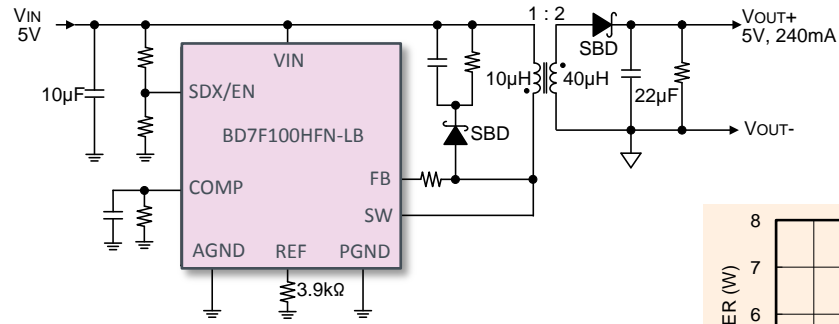 VIN
5V
10µF
VIN
SDX/EN
BD7F100HFN-LB
COMP
FB
SW
AGND
REF
PGND
3.9kΩ
SBD
1 : 2
10µH
40µH
SBD
22µF
VOUT+
5V, 240mA
VOUT-
8
7
6